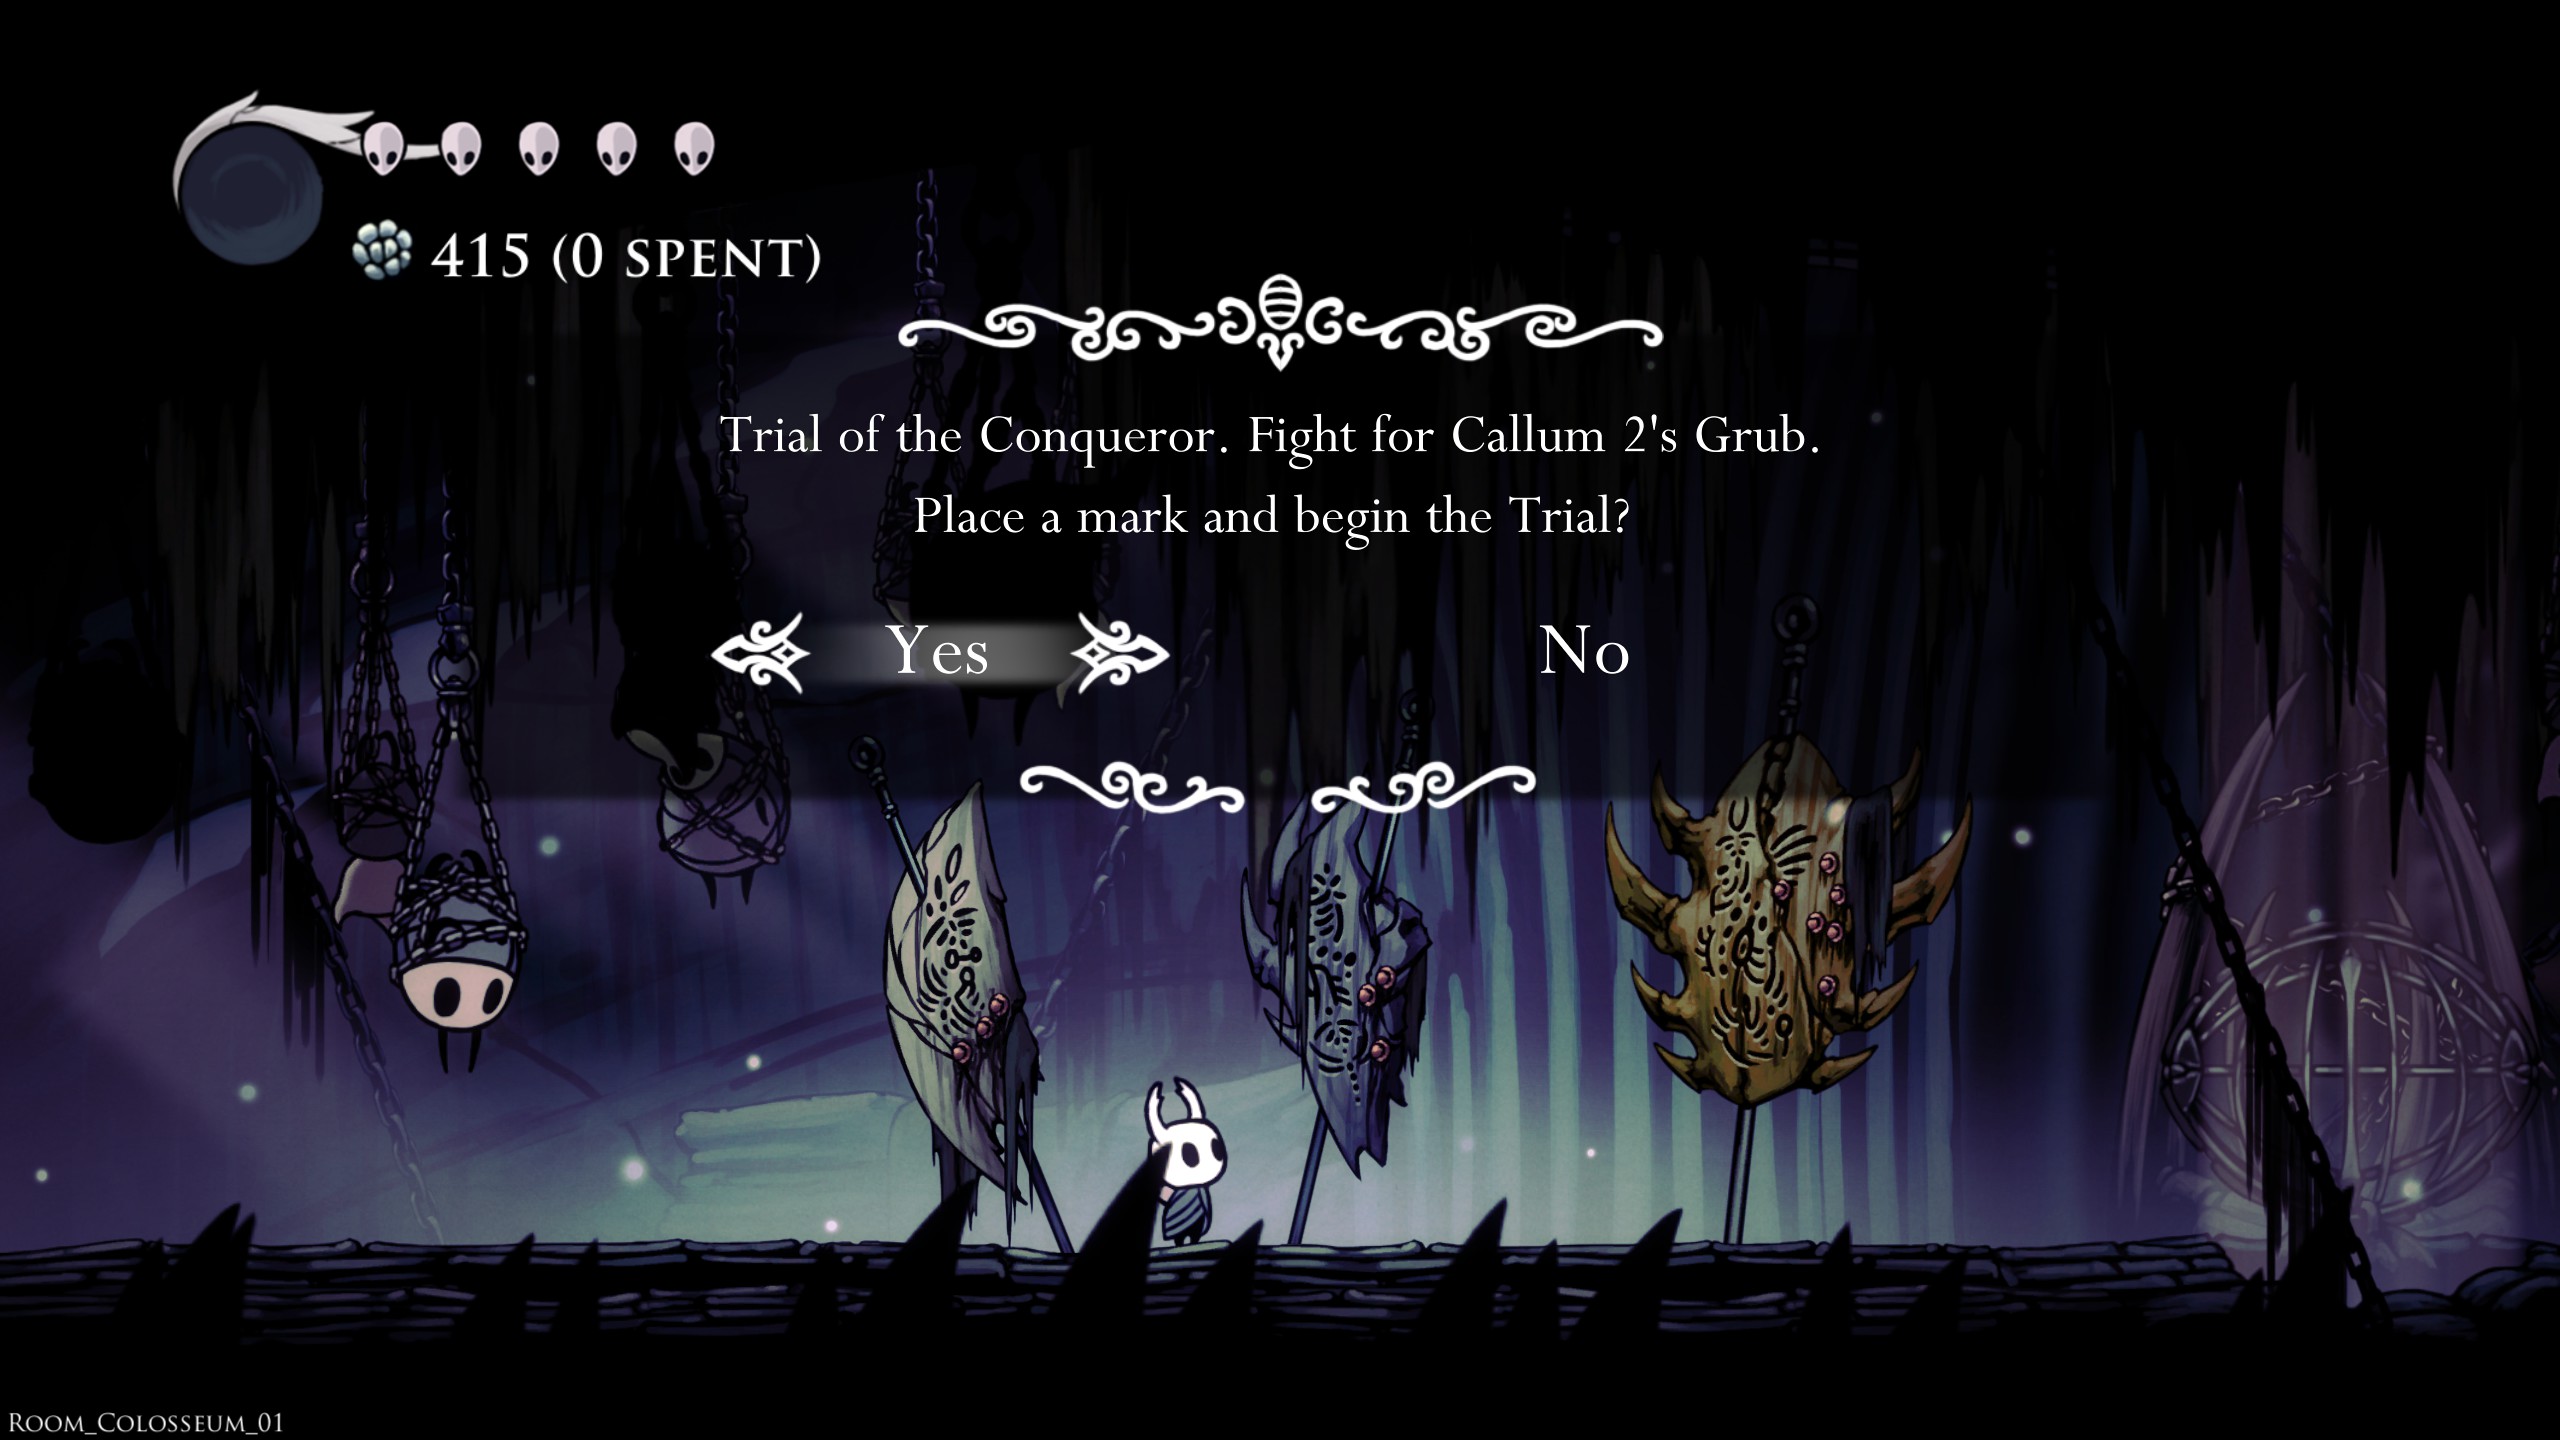 415 (0 SPENT)
Trial of the Conqueror. Fight for Callum 2's Grub.
Place a mark and begin the Trial?
Yes
No
ROOM_COLOSSEUM_01